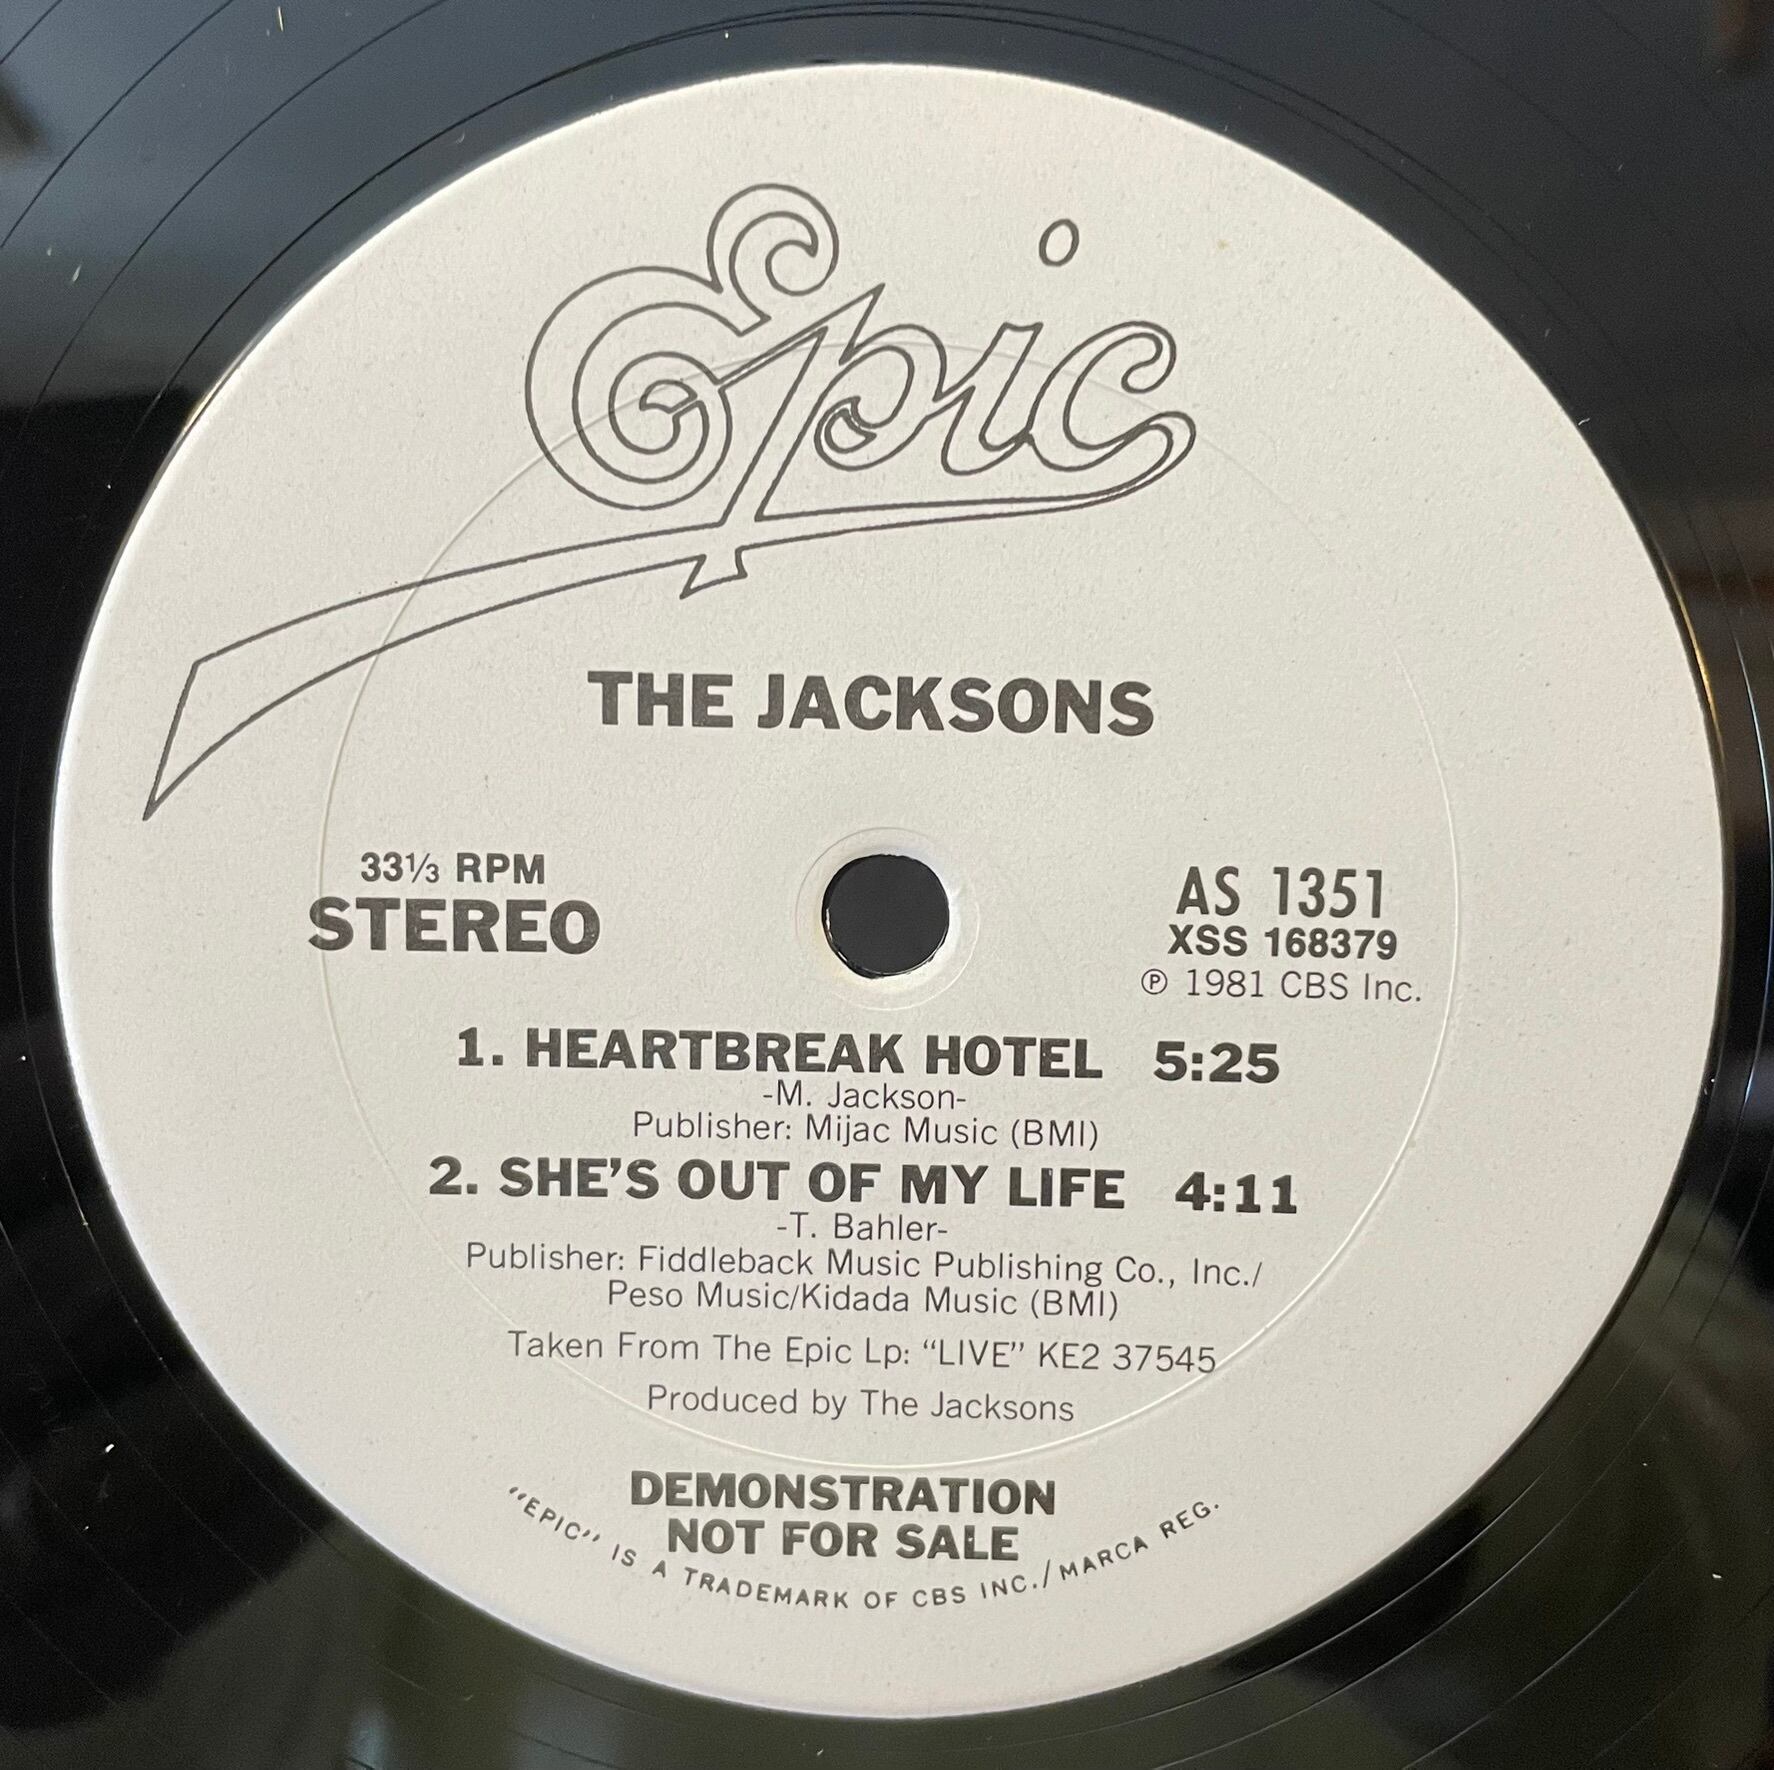 Epic
THE JACKSONS
33⅓ RPM
STEREO
AS 1351
XSS 168379
℗ 1981 CBS Inc.
1. HEARTBREAK HOTEL 5:25
-M. Jackson-
Publisher: Mijac Music (BMI)
2. SHE'S OUT OF MY LIFE 4:11
-T. Bahler-
Publisher: Fiddleback Music Publishing Co., Inc./
Peso Music/Kidada Music (BMI)
Taken From The Epic Lp: “LIVE” KE2 37545
Produced by The Jacksons
DEMONSTRATION
NOT FOR SALE
“EPIC” IS A TRADEMARK OF CBS INC./MARCA REG.